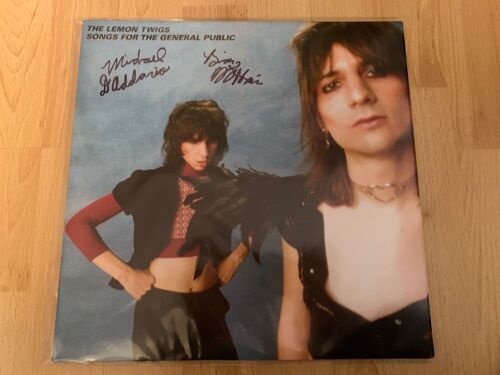 THE LEMON TWIGS
SONGS FOR THE GENERAL PUBLIC
Michael
D'Addario